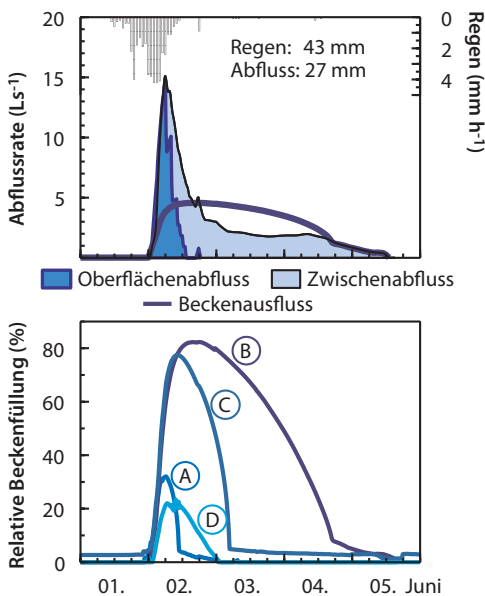 20
15
10
5
Abflussrate (Ls⁻¹)
Regen: 43 mm
Abfluss: 27 mm
0
2
4
Regen (mm h⁻¹)
Oberflächenabfluss
Zwischenabfluss
Beckenausfluss
Relative Beckenfüllung (%)
80
60
40
20
0
B
C
A
D
01. 02. 03. 04. 05. Juni